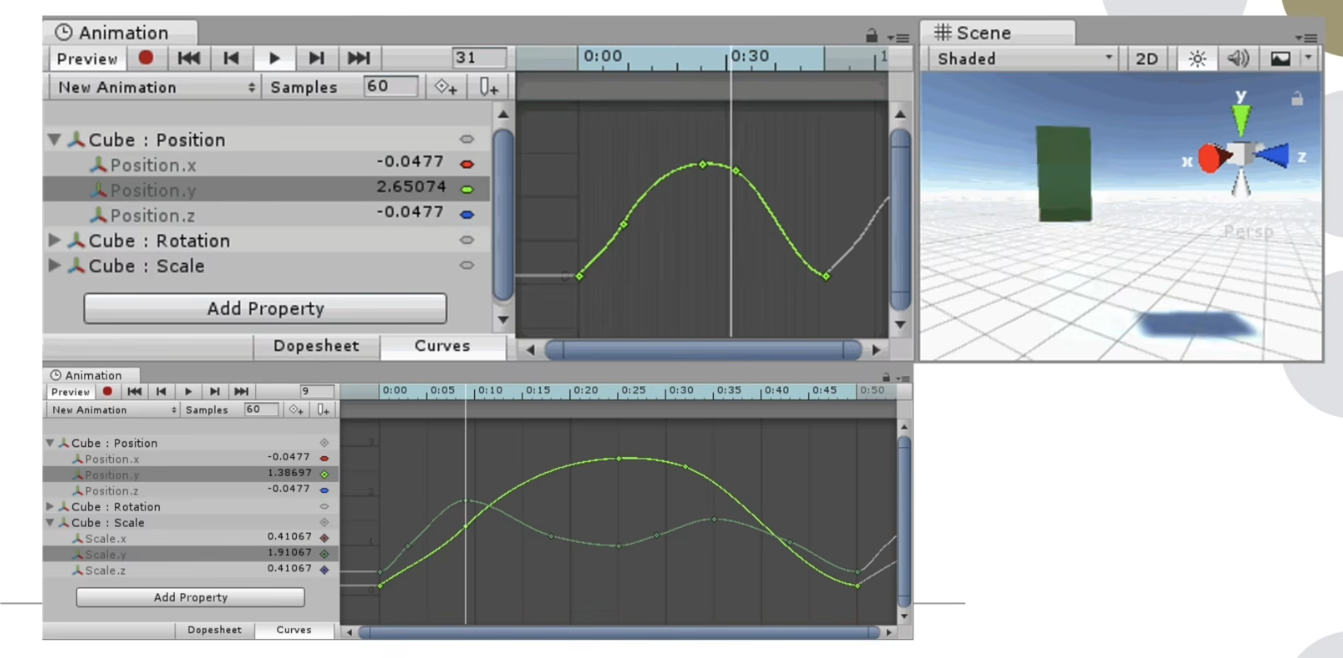 Animation
Preview 31 0:00 0:30 1
New Animation Samples 60
Cube : Position
Position.x -0.0477
Position.y 2.65074
Position.z -0.0477
Cube : Rotation
Cube : Scale
Add Property
Dopesheet Curves
Scene
Shaded 2D
y
x z
Persp
Animation
Preview 9 0:00 0:05 0:10 0:15 0:20 0:25 0:30 0:35 0:40 0:45 0:50
New Animation Samples 60
Cube : Position
Position.x -0.0477
Position.y 1.38697
Position.z -0.0477
Cube : Rotation
Cube : Scale
Scale.x 0.41067
Scale.y 1.91067
Scale.z 0.41067
Add Property
Dopesheet Curves
3
2
1
0